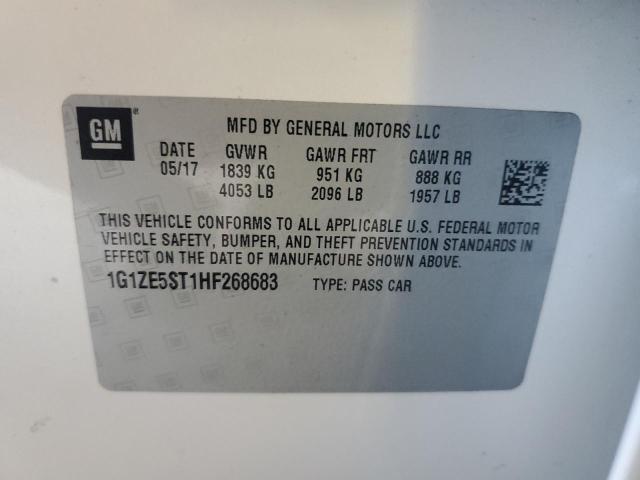 GM
MFD BY GENERAL MOTORS LLC
DATE GVWR GAWR FRT GAWR RR
05/17 1839 KG 951 KG 888 KG
4053 LB 2096 LB 1957 LB
THIS VEHICLE CONFORMS TO ALL APPLICABLE U.S. FEDERAL MOTOR
VEHICLE SAFETY, BUMPER, AND THEFT PREVENTION STANDARDS IN
EFFECT ON THE DATE OF MANUFACTURE SHOWN ABOVE.
1G1ZE5ST1HF268683 TYPE: PASS CAR